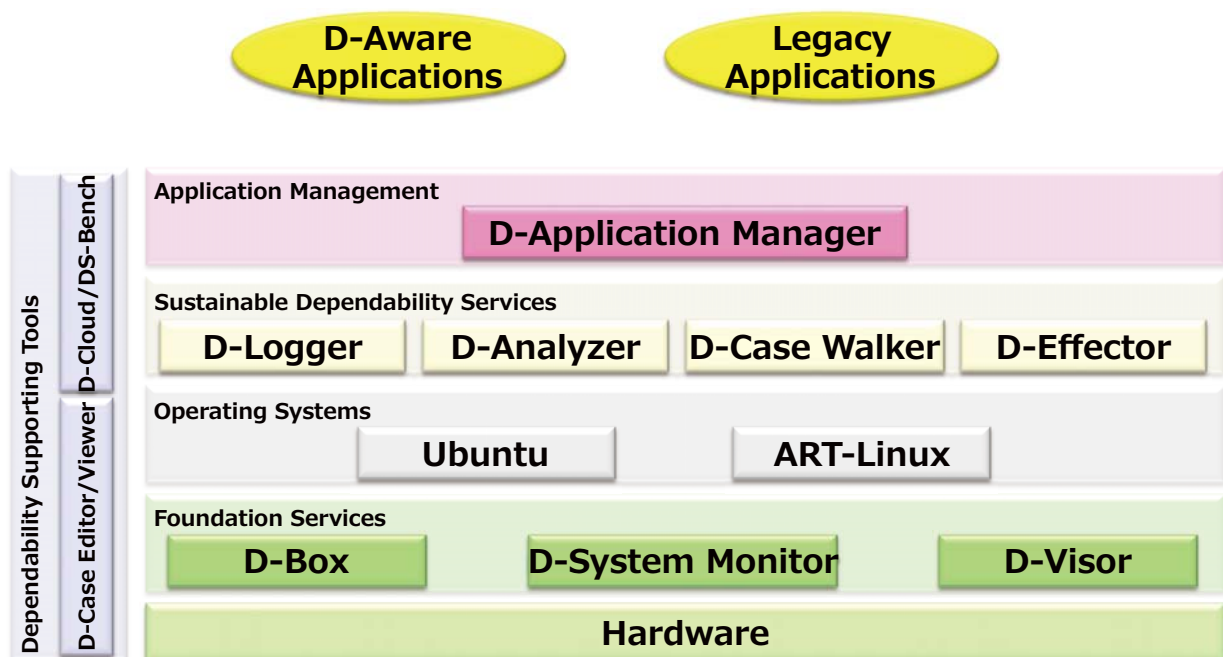 D-Aware
Applications
Legacy
Applications
Dependability Supporting Tools
D-Cloud/DS-Bench
D-Case Editor/Viewer
Application Management
D-Application Manager
Sustainable Dependability Services
D-Logger
D-Analyzer
D-Case Walker
D-Effector
Operating Systems
Ubuntu
ART-Linux
Foundation Services
D-Box
D-System Monitor
D-Visor
Hardware